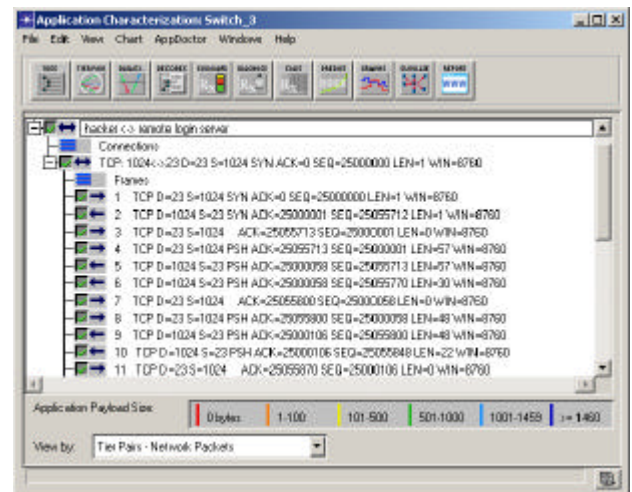 Application Characterization: Switch_3
File Edit View Chart AppDoctor Windows Help
REPORT
WWW
hacker <-> remote login server
Connections
TCP: 1024<->23 D=23 S=1024 SYN ACK=0 SEQ=25000000 LEN=1 WIN=8760
Frames
1 TCP D=23 S=1024 SYN ACK=0 SEQ=25000000 LEN=1 WIN=8760
2 TCP D=1024 S=23 SYN ACK=25000001 SEQ=25055712 LEN=1 WIN=8760
3 TCP D=23 S=1024 ACK=25055713 SEQ=25000001 LEN=0 WIN=8760
4 TCP D=23 S=1024 PSH ACK=25055713 SEQ=25000001 LEN=57 WIN=8760
5 TCP D=1024 S=23 PSH ACK=25000058 SEQ=25055713 LEN=57 WIN=8760
6 TCP D=1024 S=23 PSH ACK=25000058 SEQ=25055770 LEN=30 WIN=8760
7 TCP D=23 S=1024 ACK=25055800 SEQ=25000058 LEN=0 WIN=8760
8 TCP D=23 S=1024 PSH ACK=25055800 SEQ=25000058 LEN=48 WIN=8760
9 TCP D=1024 S=23 PSH ACK=25000106 SEQ=25055800 LEN=48 WIN=8760
10 TCP D=1024 S=23 PSH ACK=25000106 SEQ=25055848 LEN=22 WIN=8760
11 TCP D=23 S=1024 ACK=25055870 SEQ=25000106 LEN=0 WIN=8760
Application Payload Size: 0 bytes 1-100 101-500 501-1000 1001-1459 >= 1460
View by: Tier Pairs - Network Packets